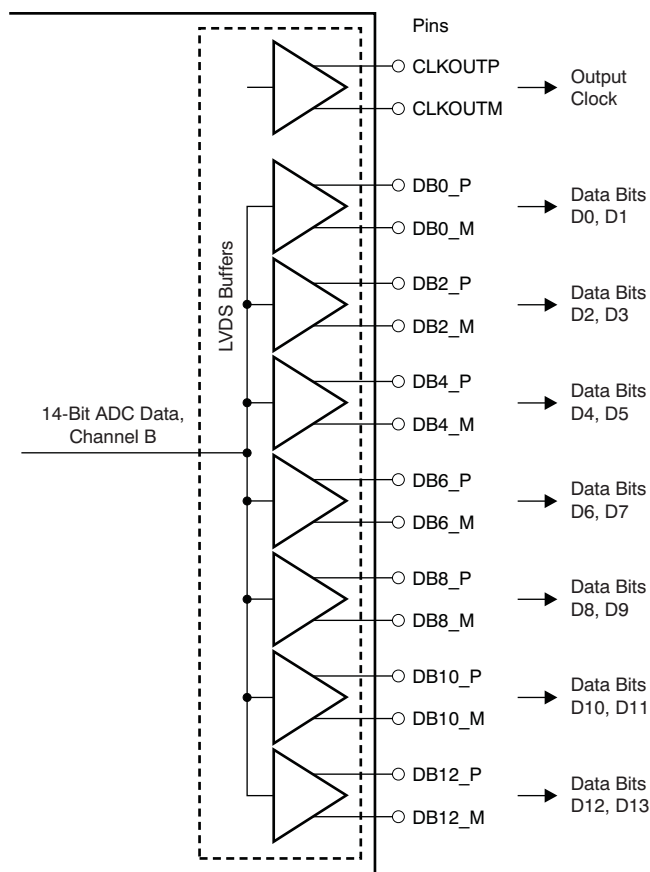 Pins
CLKOUTP
CLKOUTM
Output
Clock
DB0_P
DB0_M
Data Bits
D0, D1
LVDS Buffers
DB2_P
DB2_M
Data Bits
D2, D3
14-Bit ADC Data,
Channel B
DB4_P
DB4_M
Data Bits
D4, D5
DB6_P
DB6_M
Data Bits
D6, D7
DB8_P
DB8_M
Data Bits
D8, D9
DB10_P
DB10_M
Data Bits
D10, D11
DB12_P
DB12_M
Data Bits
D12, D13